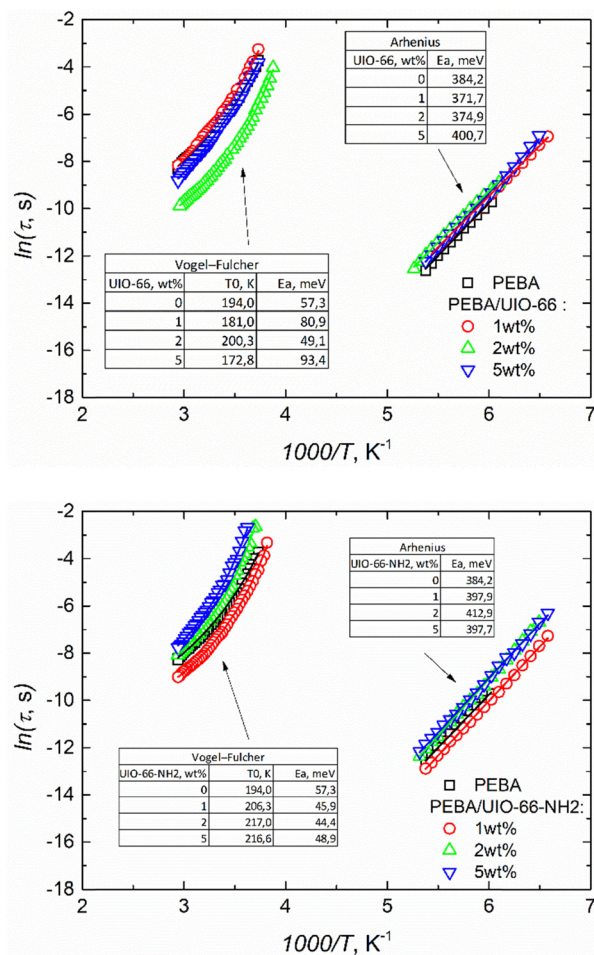 Arhenius
UIO-66, wt% Ea, meV
0 384,2
1 371,7
2 374,9
5 400,7
-2
-4
-6
-8
-10
-12
-14
-16
-18
ln(τ, s)
Vogel–Fulcher
UIO-66, wt% T0, K Ea, meV
0 194,0 57,3
1 181,0 80,9
2 200,3 49,1
5 172,8 93,4
PEBA
PEBA/UIO-66 :
1wt%
2wt%
5wt%
2 3 4 5 6 7
1000/T, K-1
Arhenius
UIO-66-NH2, wt% Ea, meV
0 384,2
1 397,9
2 412,9
5 397,7
-2
-4
-6
-8
-10
-12
-14
-16
-18
ln(τ, s)
Vogel–Fulcher
UIO-66-NH2, wt% T0, K Ea, meV
0 194,0 57,3
1 206,3 45,9
2 217,0 44,4
5 216,6 48,9
PEBA
PEBA/UIO-66-NH2:
1wt%
2wt%
5wt%
2 3 4 5 6 7
1000/T, K-1